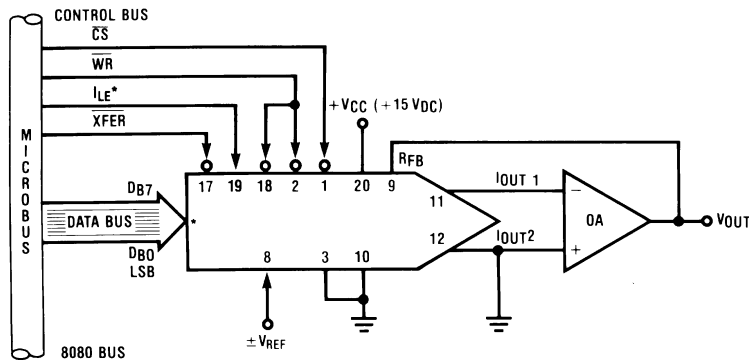 CONTROL BUS
CS
WR
ILE*
XFER
+VCC (+15 VDC)
RFB
17 19 18 2 1 20 9
MICROBUS
DB7
DATA BUS
DB0
LSB
*
8 3 10
11
12
IOUT 1
IOUT2
−
+
OA
VOUT
±VREF
8080 BUS